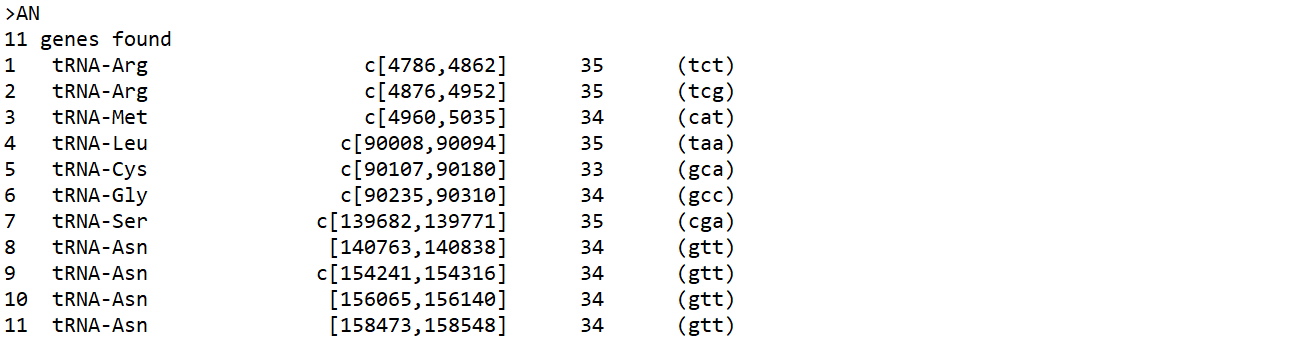 >AN
11 genes found
1   tRNA-Arg                  c[4786,4862]      35      (tct)
2   tRNA-Arg                  c[4876,4952]      35      (tcg)
3   tRNA-Met                  c[4960,5035]      34      (cat)
4   tRNA-Leu                c[90008,90094]      35      (taa)
5   tRNA-Cys                c[90107,90180]      33      (gca)
6   tRNA-Gly                c[90235,90310]      34      (gcc)
7   tRNA-Ser              c[139682,139771]      35      (cga)
8   tRNA-Asn               [140763,140838]      34      (gtt)
9   tRNA-Asn              c[154241,154316]      34      (gtt)
10  tRNA-Asn               [156065,156140]      34      (gtt)
11  tRNA-Asn               [158473,158548]      34      (gtt)